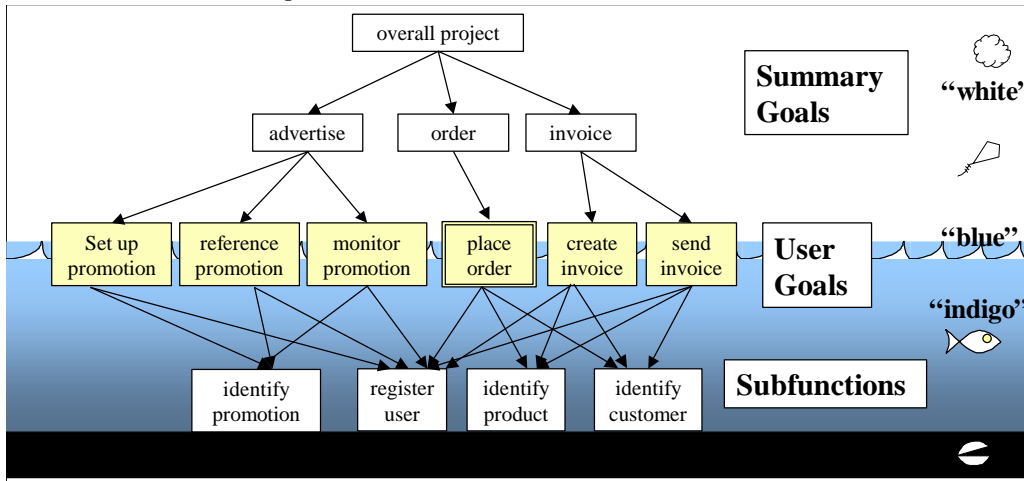 overall project
Summary
Goals
“white”
advertise
order
invoice
Set up
promotion
reference
promotion
monitor
promotion
place
order
create
invoice
send
invoice
User
Goals
“blue”
“indigo”
identify
promotion
register
user
identify
product
identify
customer
Subfunctions